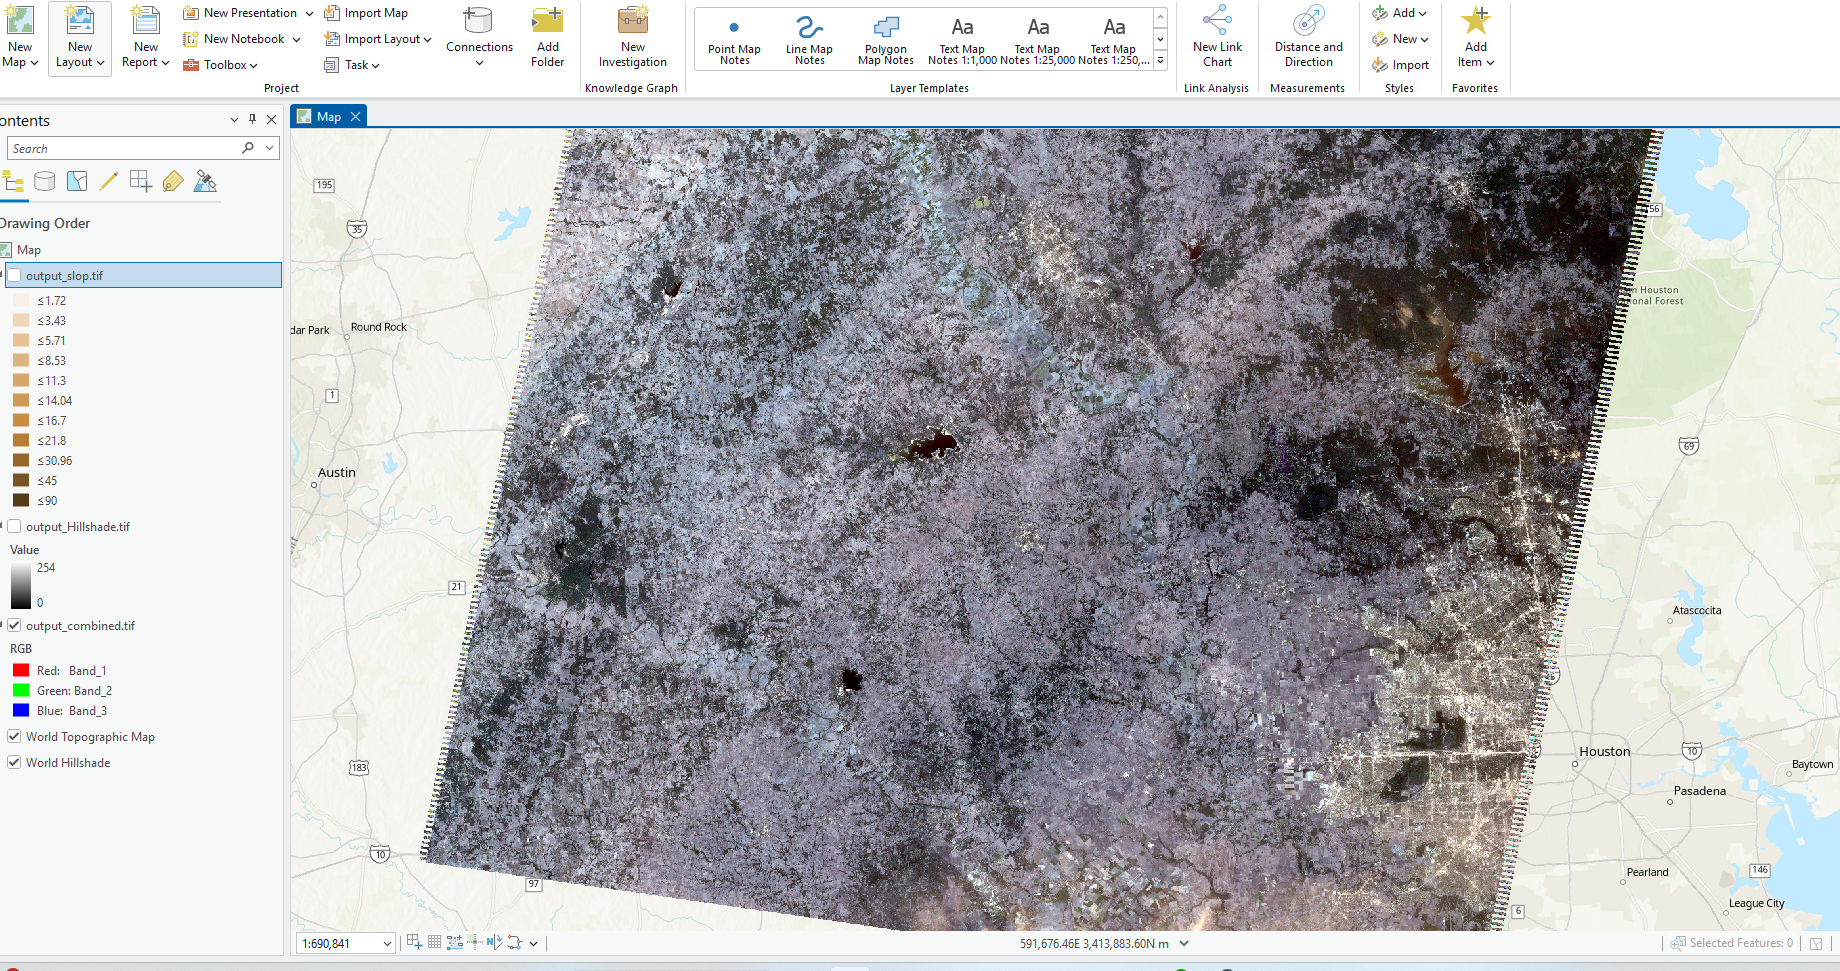 New Map
New Layout
New Report
New Presentation
New Notebook
Toolbox
Import Map
Import Layout
Task
Project
Connections
Add Folder
New Investigation
Knowledge Graph
Point Map Notes
Line Map Notes
Polygon Map Notes
Aa
Text Map Notes 1:1,000
Aa
Text Map Notes 1:25,000
Aa
Text Map Notes 1:250,...
Layer Templates
New Link Chart
Link Analysis
Distance and Direction
Measurements
Add
New
Import
Styles
Add Item
Favorites
ontents
Search
Drawing Order
Map
output_slop.tif
≤1.72
≤3.43
≤5.71
≤8.53
≤11.3
≤14.04
≤16.7
≤21.8
≤30.96
≤45
≤90
output_Hillshade.tif
Value
254
0
output_combined.tif
RGB
Red: Band_1
Green: Band_2
Blue: Band_3
World Topographic Map
World Hillshade
Map
195
35
dar Park
Round Rock
1
Austin
21
183
10
97
56
m Houston
onal Forest
69
Atascocita
Houston
10
Baytown
Pasadena
Pearland
146
League City
6
1:690,841
591,676.46E 3,413,883.60N m
Selected Features: 0